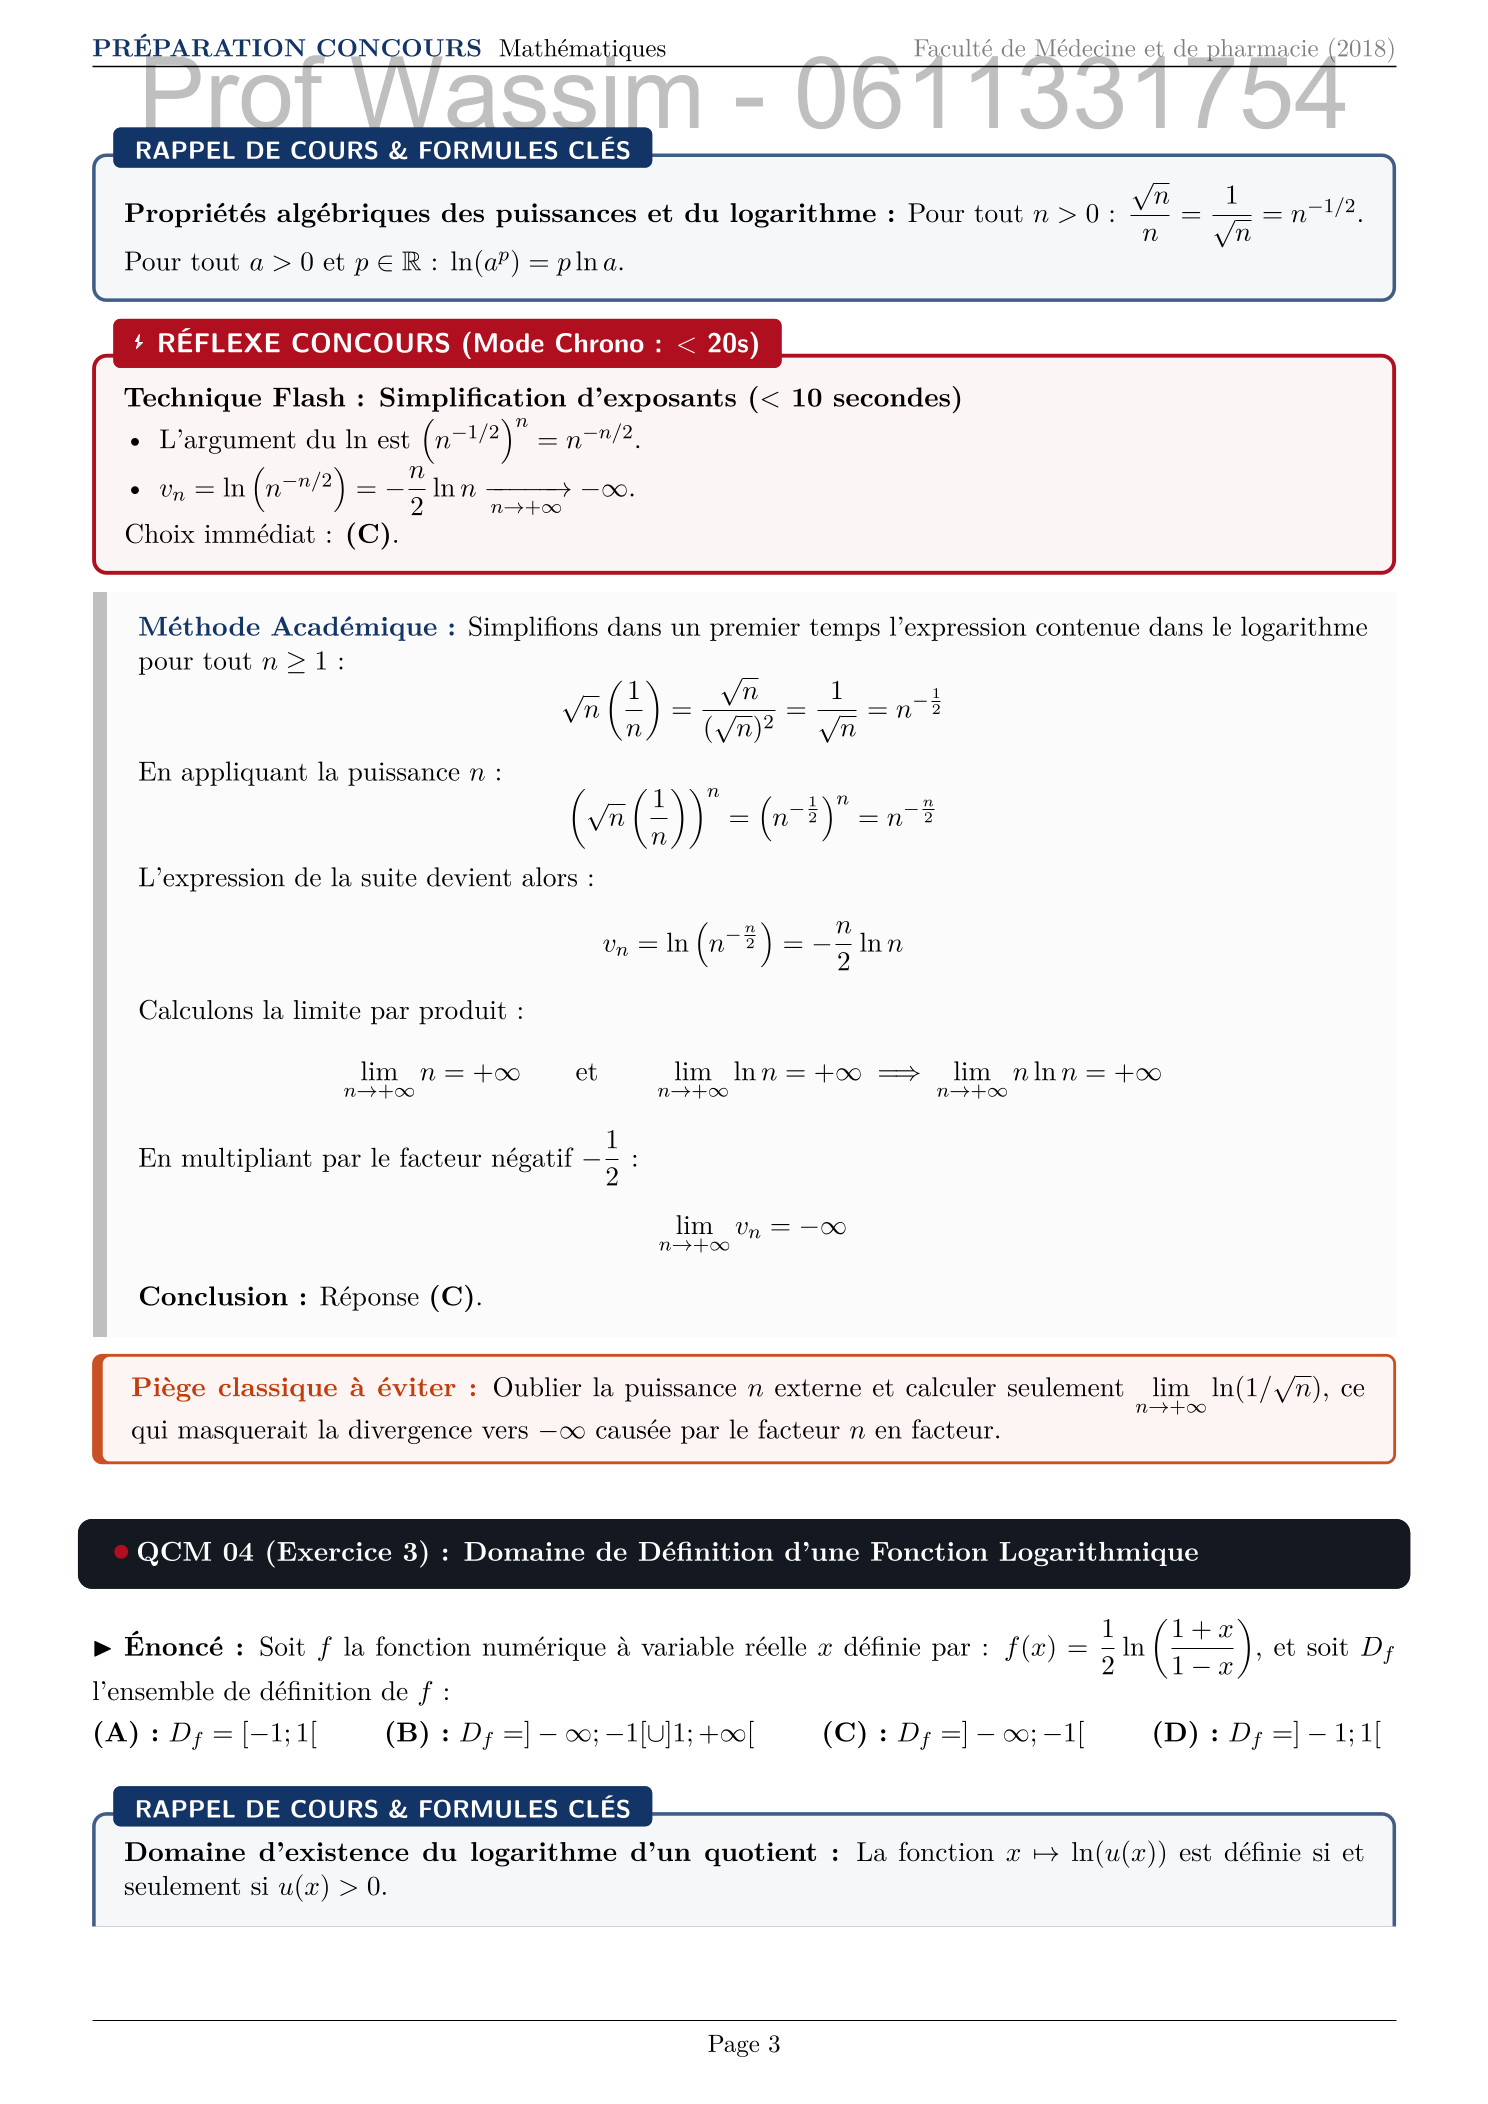 PRÉPARATION CONCOURS Mathématiques Faculté de Médecine et de pharmacie (2018)
Prof Wassim - 0611331754
RAPPEL DE COURS & FORMULES CLÉS
Propriétés algébriques des puissances et du logarithme : Pour tout n > 0 : √n/n = 1/√n = n^{-1/2}.
Pour tout a > 0 et p ∈ ℝ : ln(a^p) = p ln a.
RÉFLEXE CONCOURS (Mode Chrono : < 20s)
Technique Flash : Simplification d'exposants (< 10 secondes)
• L'argument du ln est (n^{-1/2})^n = n^{-n/2}.
• v_n = ln(n^{-n/2}) = -n/2 ln n →_{n→+∞} -∞.
Choix immédiat : (C).
Méthode Académique : Simplifions dans un premier temps l'expression contenue dans le logarithme
pour tout n ≥ 1 :
√n (1/n) = √n/(√n)^2 = 1/√n = n^{-1/2}
En appliquant la puissance n :
(√n (1/n))^n = (n^{-1/2})^n = n^{-n/2}
L'expression de la suite devient alors :
v_n = ln(n^{-n/2}) = -n/2 ln n
Calculons la limite par produit :
lim_{n→+∞} n = +∞ et lim_{n→+∞} ln n = +∞ ⟹ lim_{n→+∞} n ln n = +∞
En multipliant par le facteur négatif -1/2 :
lim_{n→+∞} v_n = -∞
Conclusion : Réponse (C).
Piège classique à éviter : Oublier la puissance n externe et calculer seulement lim_{n→+∞} ln(1/√n), ce
qui masquerait la divergence vers -∞ causée par le facteur n en facteur.
● QCM 04 (Exercice 3) : Domaine de Définition d'une Fonction Logarithmique
▶ Énoncé : Soit f la fonction numérique à variable réelle x définie par : f(x) = 1/2 ln((1 + x)/(1 - x)), et soit D_f
l'ensemble de définition de f :
(A) : D_f = [-1; 1[ (B) : D_f =] - ∞; -1[∪]1; +∞[ (C) : D_f =] - ∞; -1[ (D) : D_f =] - 1; 1[
RAPPEL DE COURS & FORMULES CLÉS
Domaine d'existence du logarithme d'un quotient : La fonction x ↦ ln(u(x)) est définie si et
seulement si u(x) > 0.
Page 3